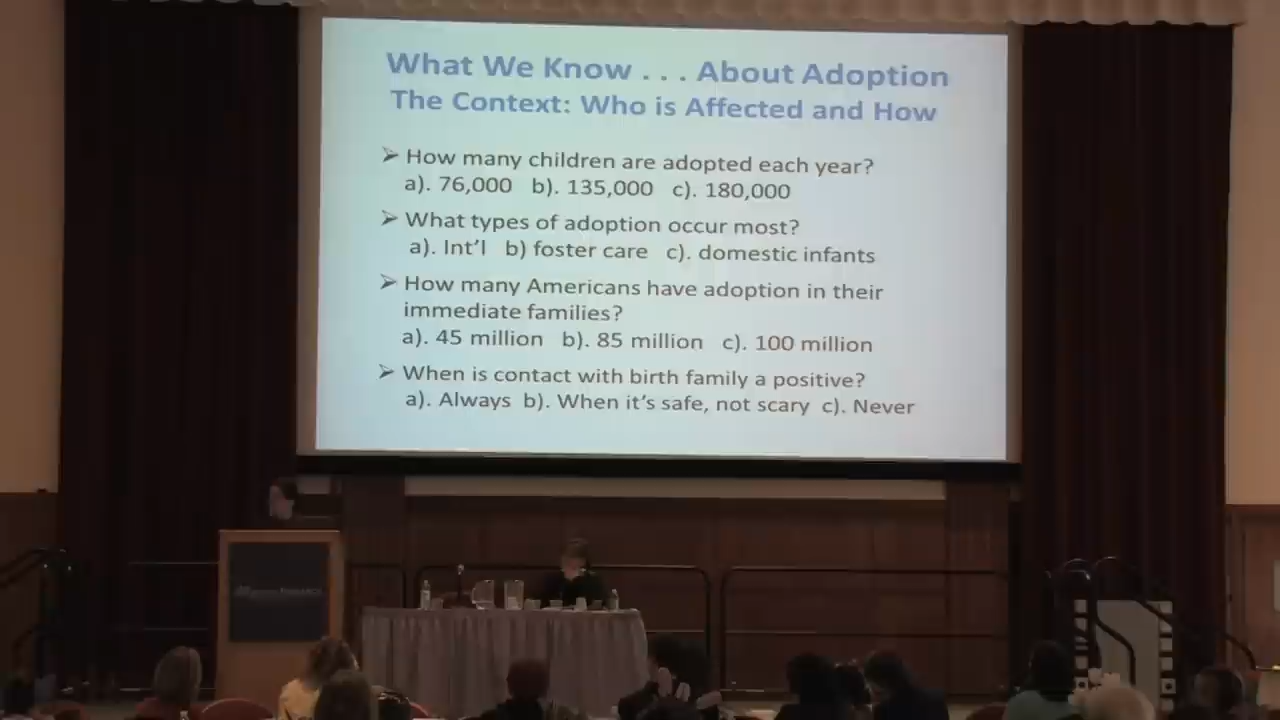 What We Know . . . About Adoption
The Context: Who is Affected and How
➢ How many children are adopted each year?
a). 76,000 b). 135,000 c). 180,000
➢ What types of adoption occur most?
a). Int'l b) foster care c). domestic infants
➢ How many Americans have adoption in their
immediate families?
a). 45 million b). 85 million c). 100 million
➢ When is contact with birth family a positive?
a). Always b). When it's safe, not scary c). Never